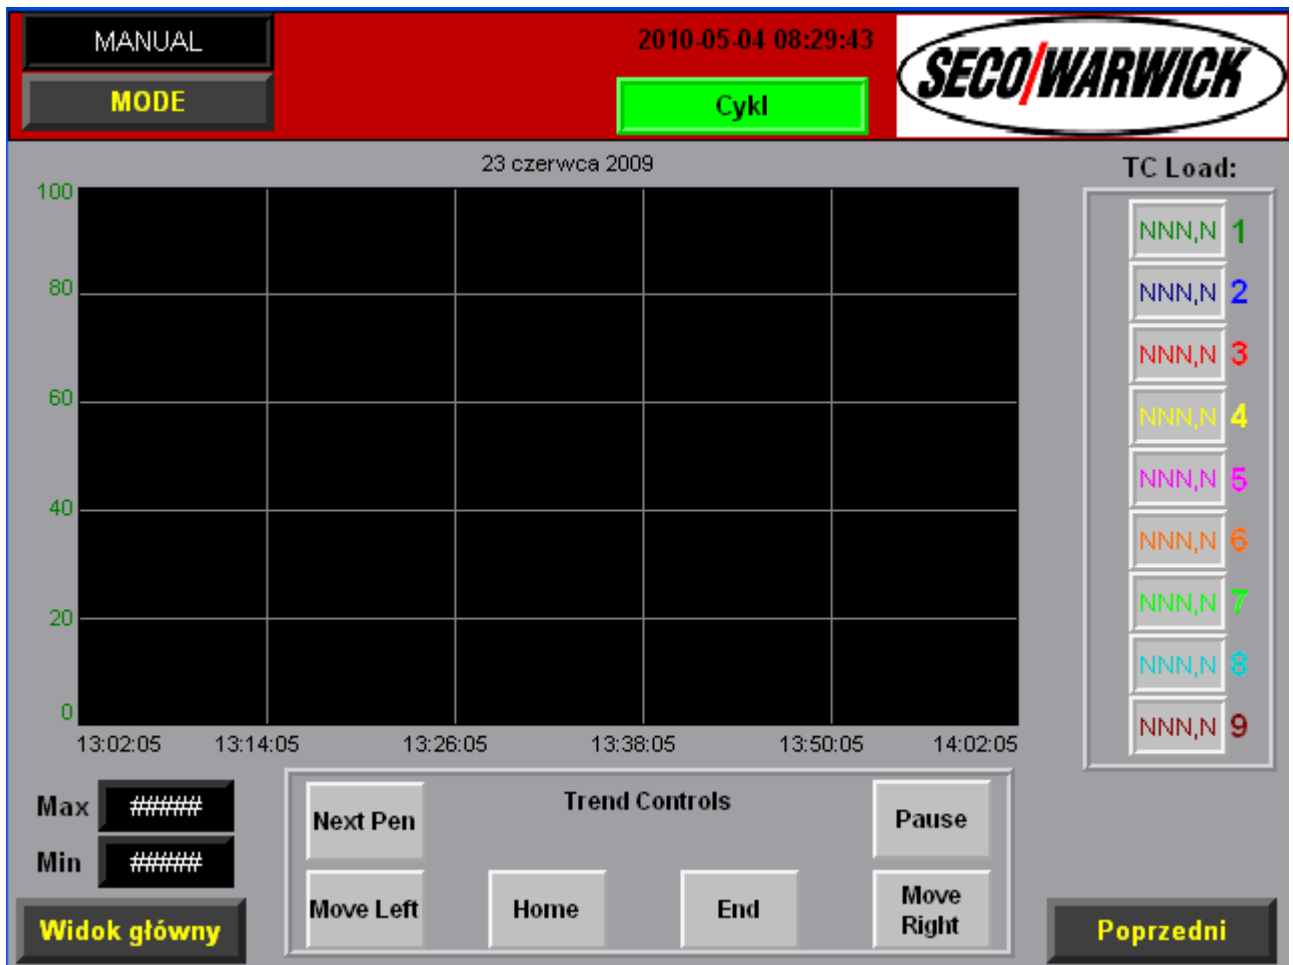 MANUAL
MODE
2010-05-04 08:29:43
Cykl
SECO/WARWICK
23 czerwca 2009
TC Load:
100
80
60
40
20
0
13:02:05 13:14:05 13:26:05 13:38:05 13:50:05 14:02:05
NNN,N 1
NNN,N 2
NNN,N 3
NNN,N 4
NNN,N 5
NNN,N 6
NNN,N 7
NNN,N 8
NNN,N 9
Max #####
Min #####
Trend Controls
Next Pen
Pause
Move Left
Home
End
Move
Right
Widok główny
Poprzedni